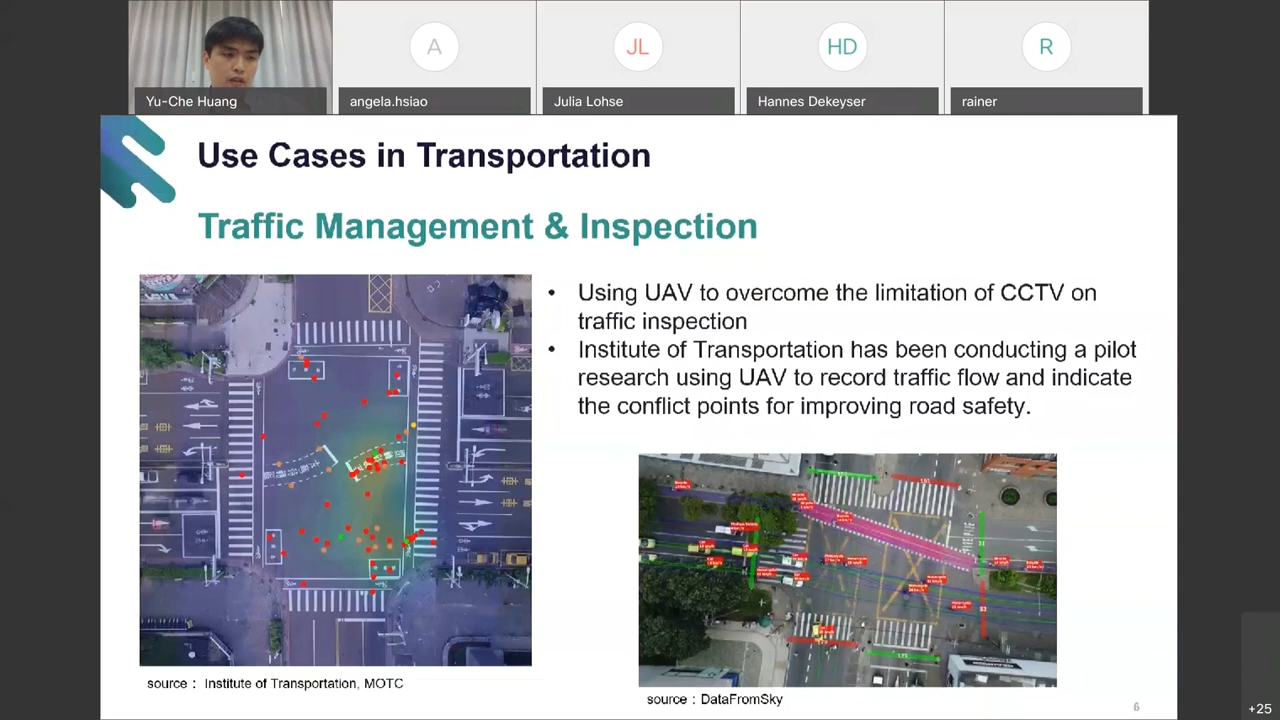 A
JL
HD
R
Yu-Che Huang
angela.hsiao
Julia Lohse
Hannes Dekeyser
rainer
Use Cases in Transportation
Traffic Management & Inspection
• Using UAV to overcome the limitation of CCTV on
traffic inspection
• Institute of Transportation has been conducting a pilot
research using UAV to record traffic flow and indicate
the conflict points for improving road safety.
source : Institute of Transportation, MOTC
source : DataFromSky
6
+25